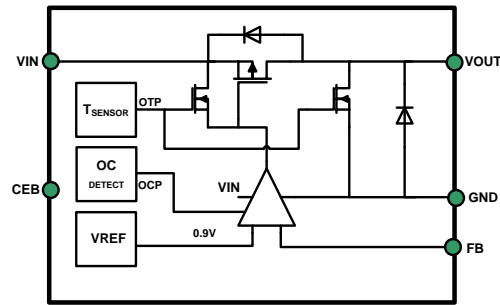 VIN
VOUT
TSENSOR
OTP
OC
DETECT
OCP
CEB
VIN
GND
VREF
0.9V
FB